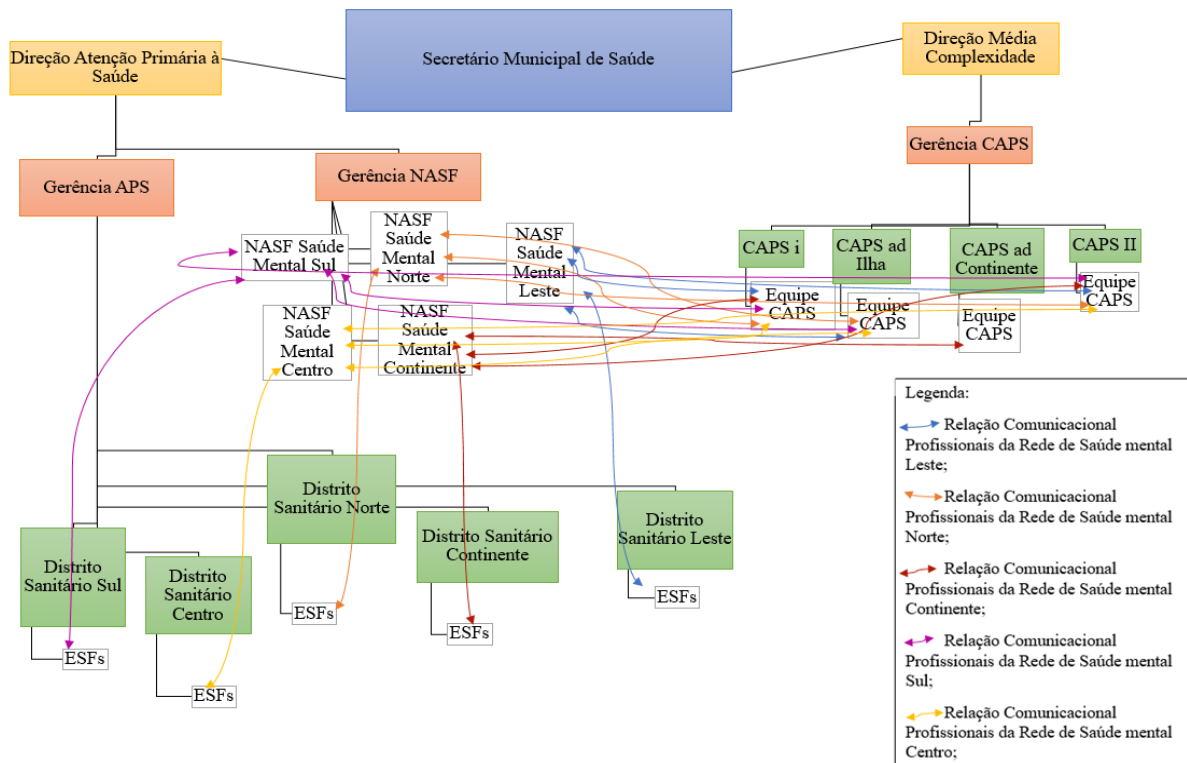 Direção Atenção Primária à
Saúde
Secretário Municipal de Saúde
Direção Média
Complexidade
Gerência APS
Gerência NASF
Gerência CAPS
NASF Saúde
Mental Sul
NASF
Saúde
Mental
Norte
NASF
Saúde
Mental
Leste
NASF
Saúde
Mental
Centro
NASF
Saúde
Mental
Continente
CAPS i
CAPS ad
Ilha
CAPS ad
Continente
CAPS II
Equipe
CAPS
Equipe
CAPS
Equipe
CAPS
Equipe
CAPS
Distrito
Sanitário Sul
Distrito
Sanitário
Centro
Distrito
Sanitário Norte
Distrito Sanitário
Continente
Distrito
Sanitário Leste
ESFs
ESFs
ESFs
ESFs
ESFs
Legenda:
Relação Comunicacional
Profissionais da Rede de Saúde mental
Leste;
Relação Comunicacional
Profissionais da Rede de Saúde mental
Norte;
Relação Comunicacional
Profissionais da Rede de Saúde mental
Continente;
Relação Comunicacional
Profissionais da Rede de Saúde mental
Sul;
Relação Comunicacional
Profissionais da Rede de Saúde mental
Centro;